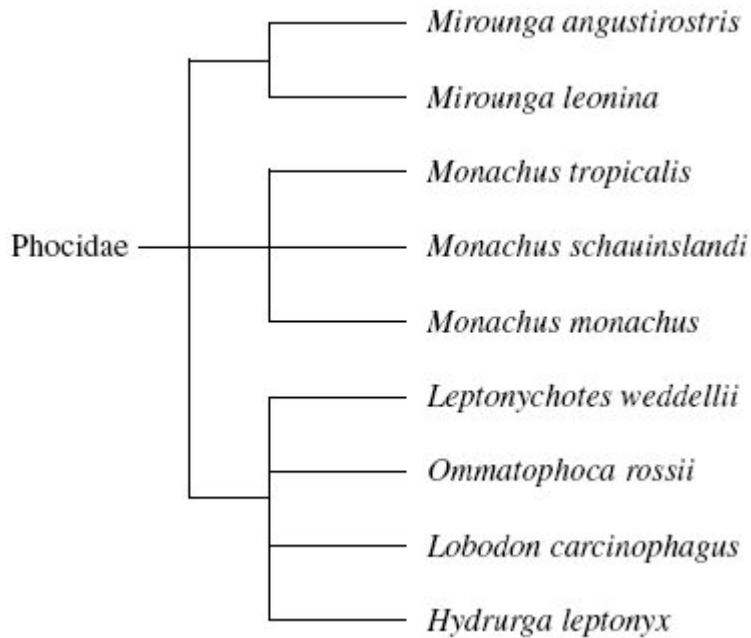 Mirounga angustirostris
Mirounga leonina
Monachus tropicalis
Phocidae
Monachus schauinslandi
Monachus monachus
Leptonychotes weddellii
Ommatophoca rossii
Lobodon carcinophagus
Hydrurga leptonyx